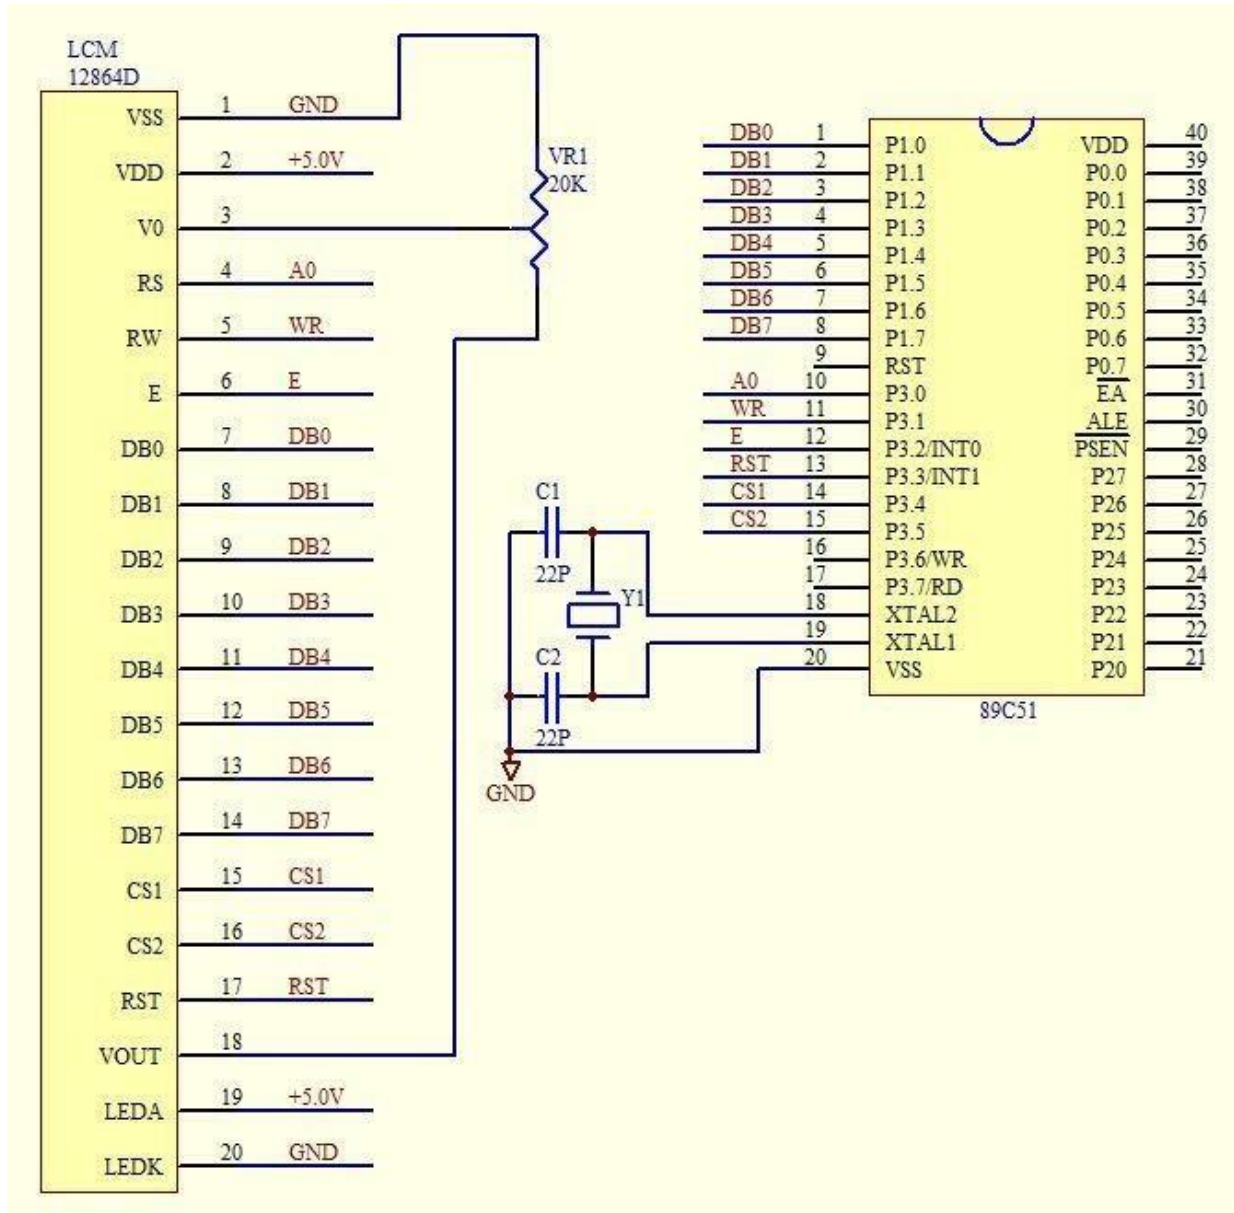 LCM
12864D
VSS 1 GND
VDD 2 +5.0V
V0 3
RS 4 A0
RW 5 WR
E 6 E
DB0 7 DB0
DB1 8 DB1
DB2 9 DB2
DB3 10 DB3
DB4 11 DB4
DB5 12 DB5
DB6 13 DB6
DB7 14 DB7
CS1 15 CS1
CS2 16 CS2
RST 17 RST
VOUT 18
LEDA 19 +5.0V
LEDK 20 GND
VR1
20K
C1
22P
Y1
C2
22P
GND
DB0 1 P1.0 VDD 40
DB1 2 P1.1 P0.0 39
DB2 3 P1.2 P0.1 38
DB3 4 P1.3 P0.2 37
DB4 5 P1.4 P0.3 36
DB5 6 P1.5 P0.4 35
DB6 7 P1.6 P0.5 34
DB7 8 P1.7 P0.6 33
9 RST P0.7 32
A0 10 P3.0 EA 31
WR 11 P3.1 ALE 30
E 12 P3.2/INT0 PSEN 29
RST 13 P3.3/INT1 P27 28
CS1 14 P3.4 P26 27
CS2 15 P3.5 P25 26
16 P3.6/WR P24 25
17 P3.7/RD P23 24
18 XTAL2 P22 23
19 XTAL1 P21 22
20 VSS P20 21
89C51